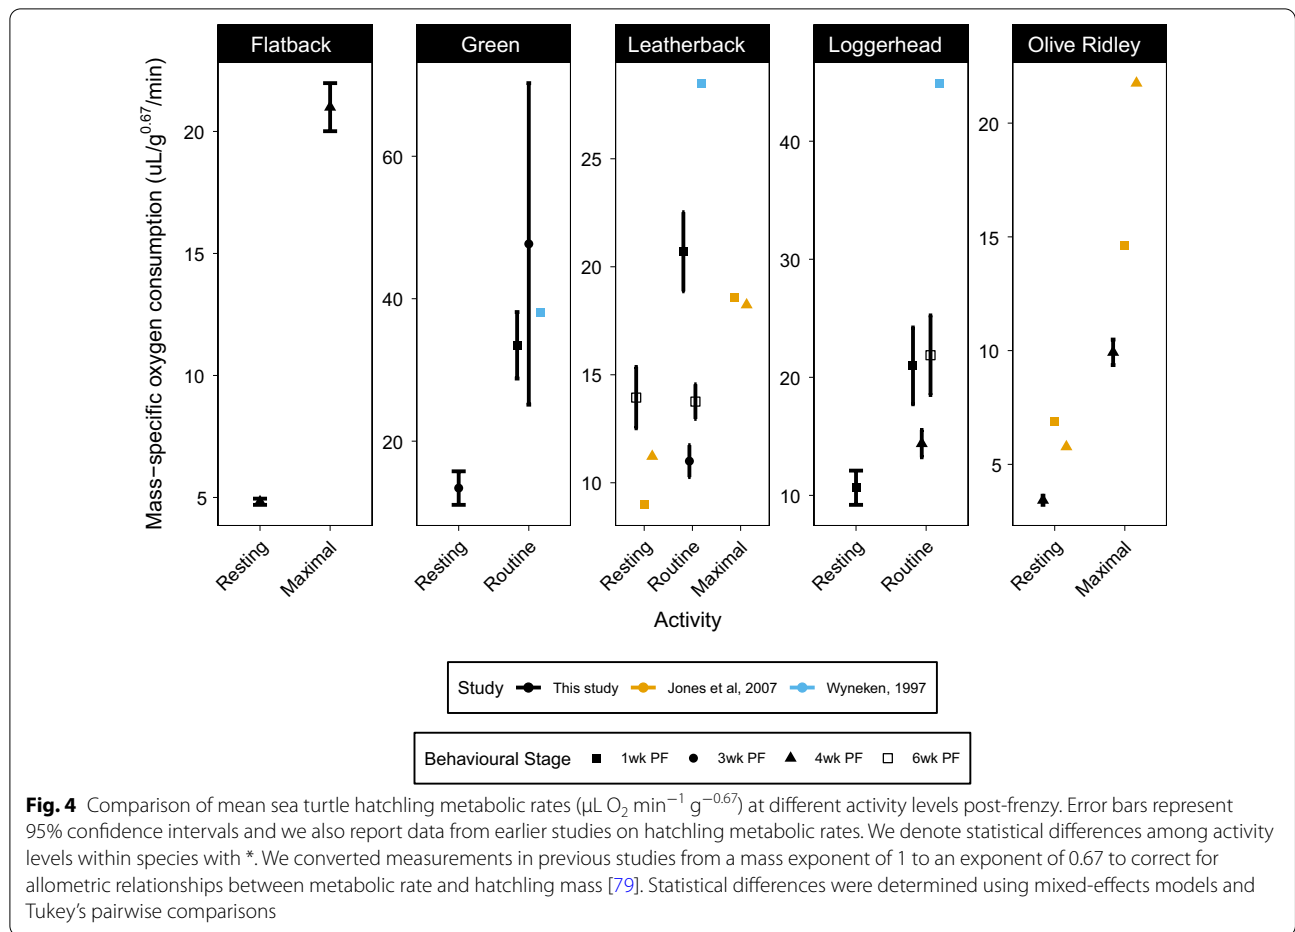 Flatback
Green
Leatherback
Loggerhead
Olive Ridley
Mass−specific oxygen consumption (uL/g^0.67/min)
20
15
10
5
60
40
20
25
20
15
10
40
30
20
10
20
15
10
5
Resting
Maximal
Resting
Routine
Resting
Routine
Maximal
Resting
Routine
Resting
Maximal
Activity
Study This study Jones et al, 2007 Wyneken, 1997
Behavioural Stage 1wk PF 3wk PF 4wk PF 6wk PF
Fig. 4 Comparison of mean sea turtle hatchling metabolic rates (μL O₂ min⁻¹ g⁻⁰·⁶⁷) at different activity levels post-frenzy. Error bars represent
95% confidence intervals and we also report data from earlier studies on hatchling metabolic rates. We denote statistical differences among activity
levels within species with *. We converted measurements in previous studies from a mass exponent of 1 to an exponent of 0.67 to correct for
allometric relationships between metabolic rate and hatchling mass [79]. Statistical differences were determined using mixed-effects models and
Tukey's pairwise comparisons